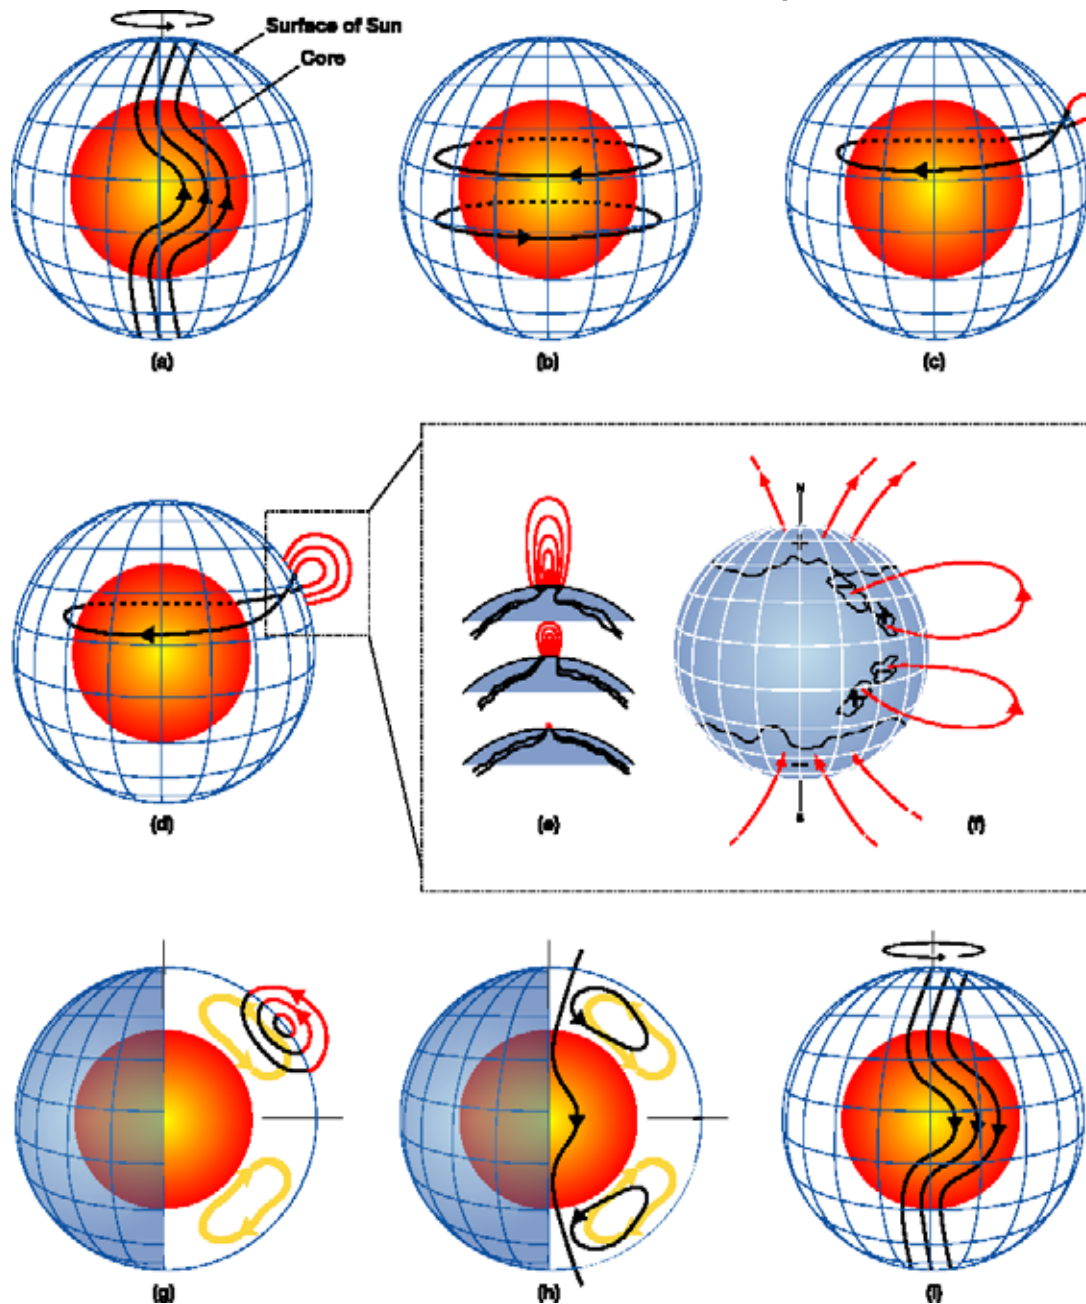 Surface of Sun
Core
(a)
(b)
(c)
N
+
−
S
(d)
(e)
(f)
(g)
(h)
(i)